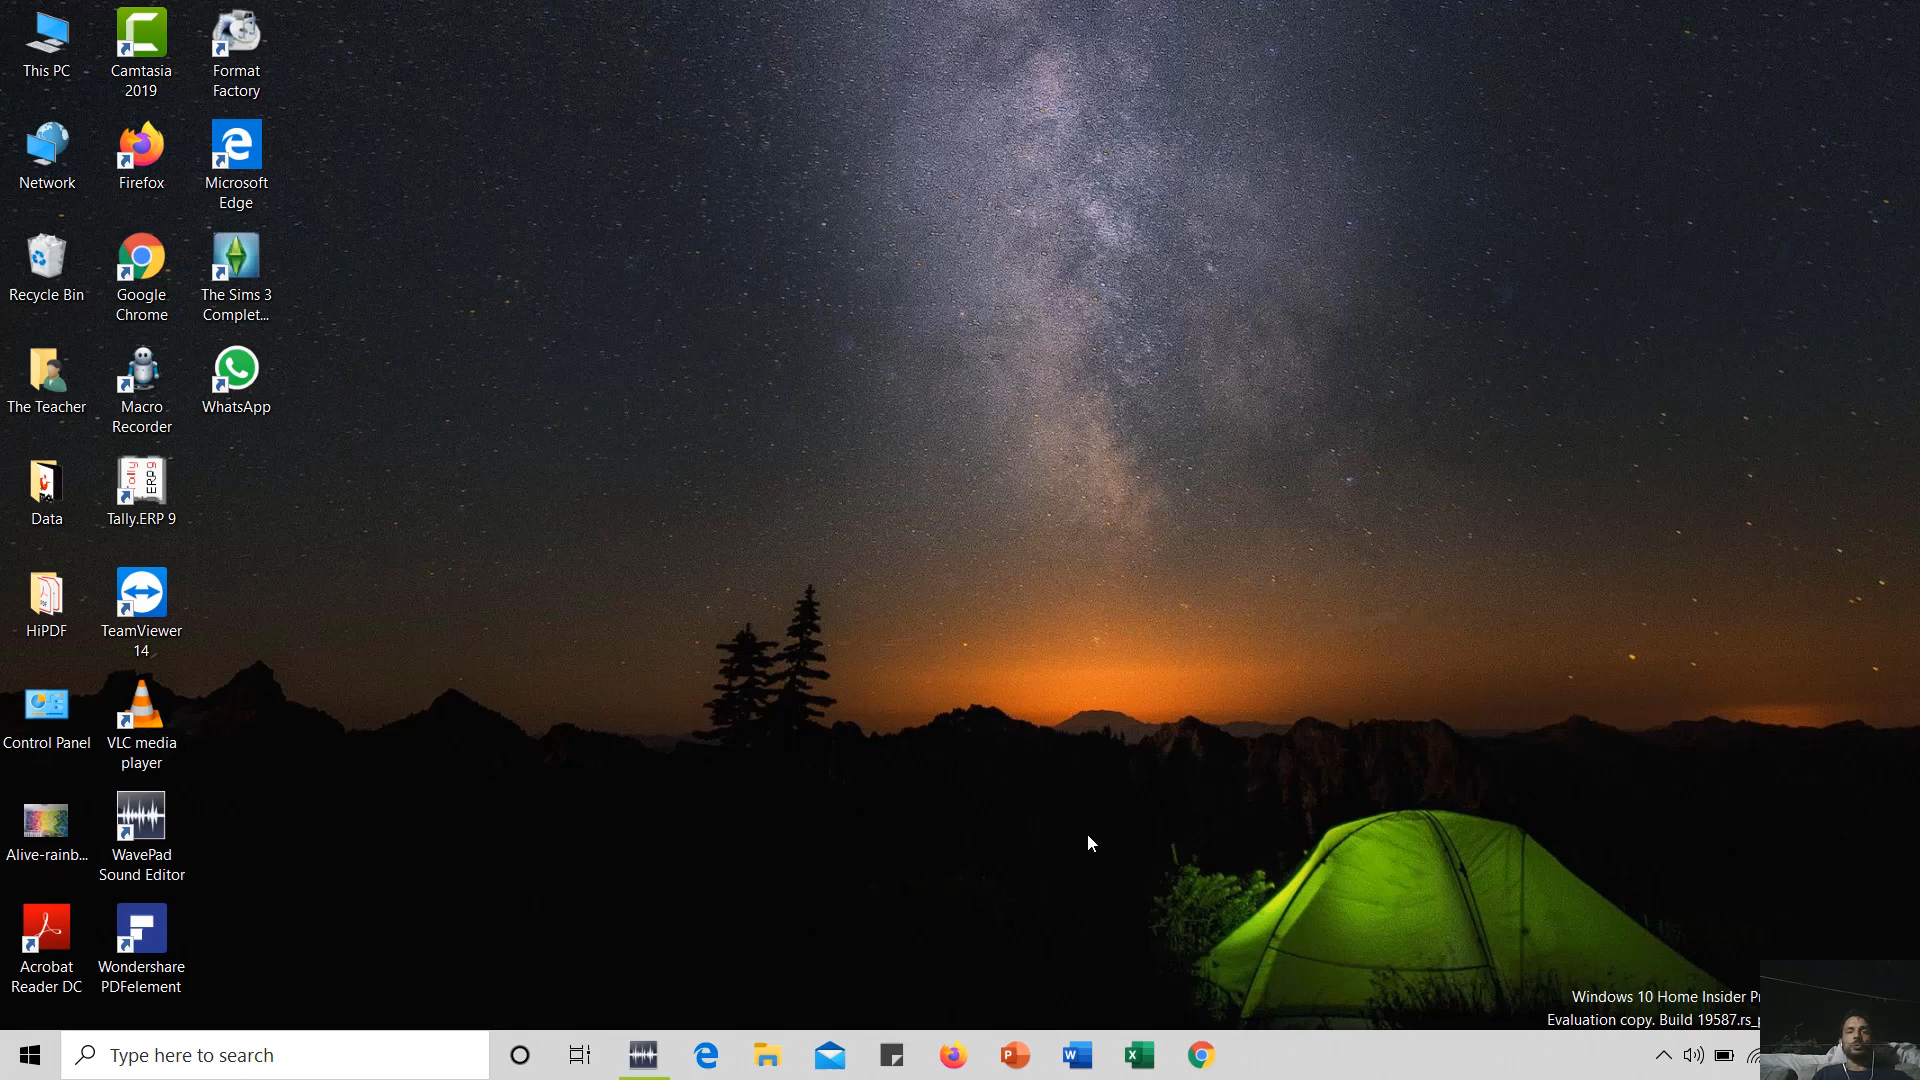 This PC
Camtasia
2019
Format
Factory
Network
Firefox
Microsoft
Edge
Recycle Bin
Google
Chrome
The Sims 3
Complet...
The Teacher
Macro
Recorder
WhatsApp
Data
Tally.ERP 9
HiPDF
TeamViewer
14
Control Panel
VLC media
player
Alive-rainb...
WavePad
Sound Editor
Acrobat
Reader DC
Wondershare
PDFelement
Windows 10 Home Insider
Evaluation copy. Build 19587.rs_
Type here to search